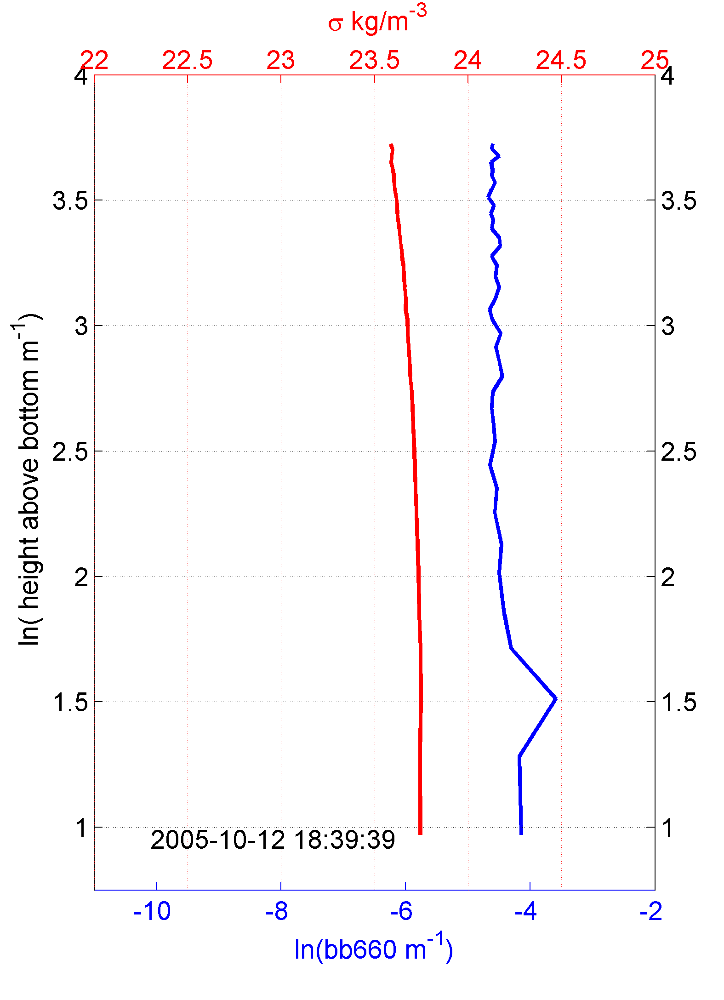 σ kg/m-3
22 22.5 23 23.5 24 24.5 25
4 4
3.5 3.5
3 3
2.5 2.5
2 2
1.5 1.5
1 1
ln( height above bottom m-1)
2005-10-12 18:39:39
-10 -8 -6 -4 -2
ln(bb660 m-1)